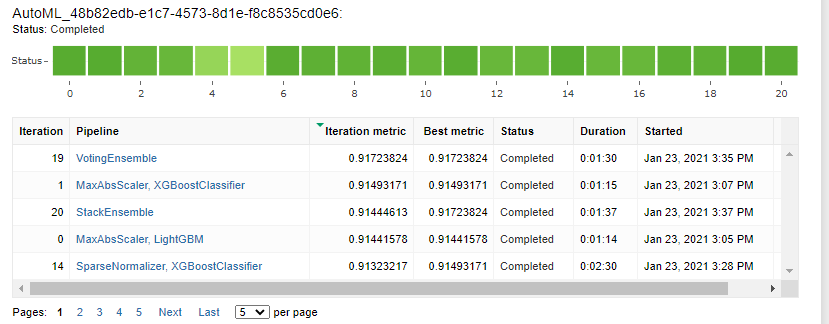 AutoML_48b82edb-e1c7-4573-8d1e-f8c8535cd0e6:
Status: Completed
Status
0 2 4 6 8 10 12 14 16 18 20
Iteration Pipeline Iteration metric Best metric Status Duration Started
19 VotingEnsemble 0.91723824 0.91723824 Completed 0:01:30 Jan 23, 2021 3:35 PM
1 MaxAbsScaler, XGBoostClassifier 0.91493171 0.91493171 Completed 0:01:15 Jan 23, 2021 3:07 PM
20 StackEnsemble 0.91444613 0.91723824 Completed 0:01:37 Jan 23, 2021 3:37 PM
0 MaxAbsScaler, LightGBM 0.91441578 0.91441578 Completed 0:01:14 Jan 23, 2021 3:05 PM
14 SparseNormalizer, XGBoostClassifier 0.91323217 0.91493171 Completed 0:02:30 Jan 23, 2021 3:28 PM
Pages: 1 2 3 4 5 Next Last 5 per page